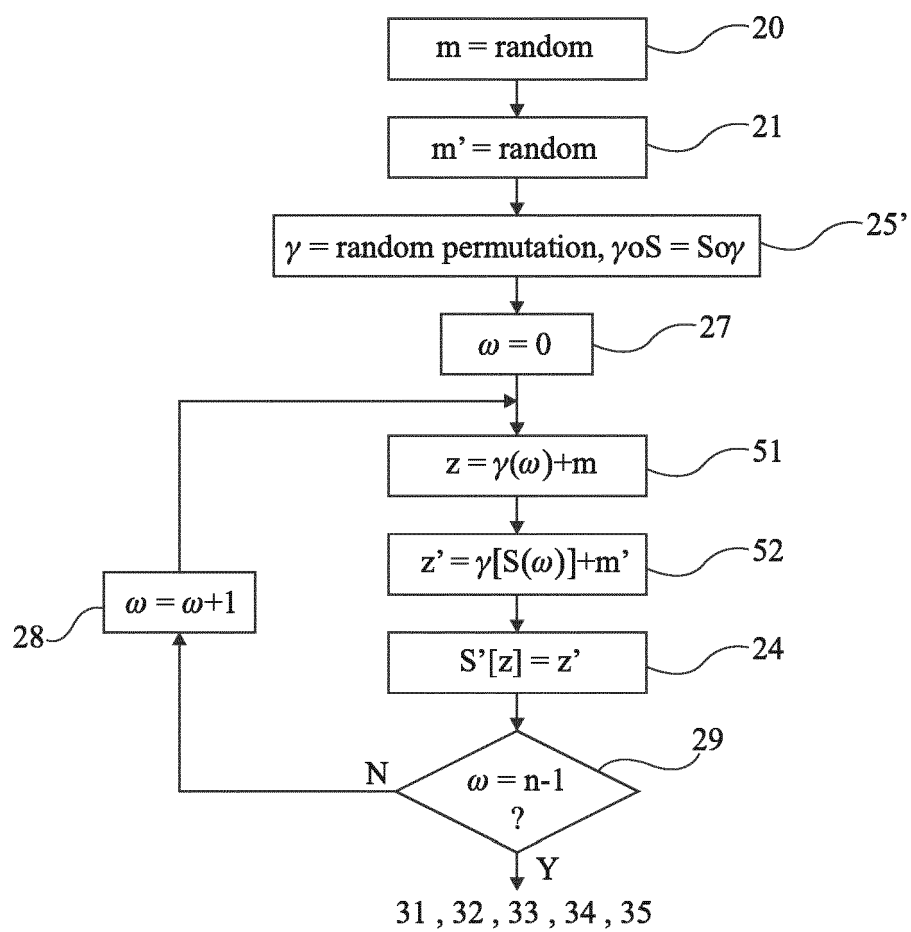 m = random
20
m’ = random
21
γ = random permutation, γoS = Soγ
25’
ω = 0
27
z = γ(ω)+m
51
z’ = γ[S(ω)]+m’
52
ω = ω+1
28
S’[z] = z’
24
ω = n-1
?
29
N
Y
31 , 32 , 33 , 34 , 35